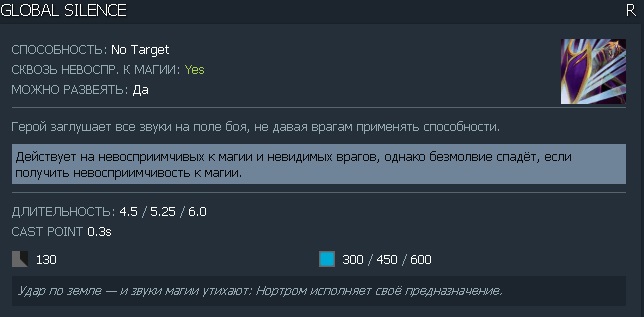 GLOBAL SILENCE R
СПОСОБНОСТЬ: No Target
СКВОЗЬ НЕВОСПР. К МАГИИ: Yes
МОЖНО РАЗВЕЯТЬ: Да
Герой заглушает все звуки на поле боя, не давая врагам применять способности.
Действует на невосприимчивых к магии и невидимых врагов, однако безмолвие спадёт, если
получить невосприимчивость к магии.
ДЛИТЕЛЬНОСТЬ: 4.5 / 5.25 / 6.0
CAST POINT 0.3s
130 300 / 450 / 600
Удар по земле — и звуки магии утихают: Нортром исполняет своё предназначение.